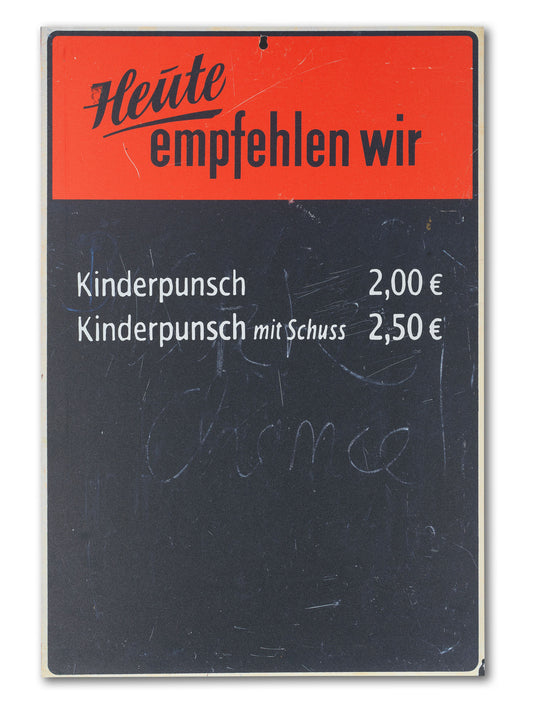 Heute
empfehlen wir
Kinderpunsch 2,00 €
Kinderpunsch mit Schuss 2,50 €